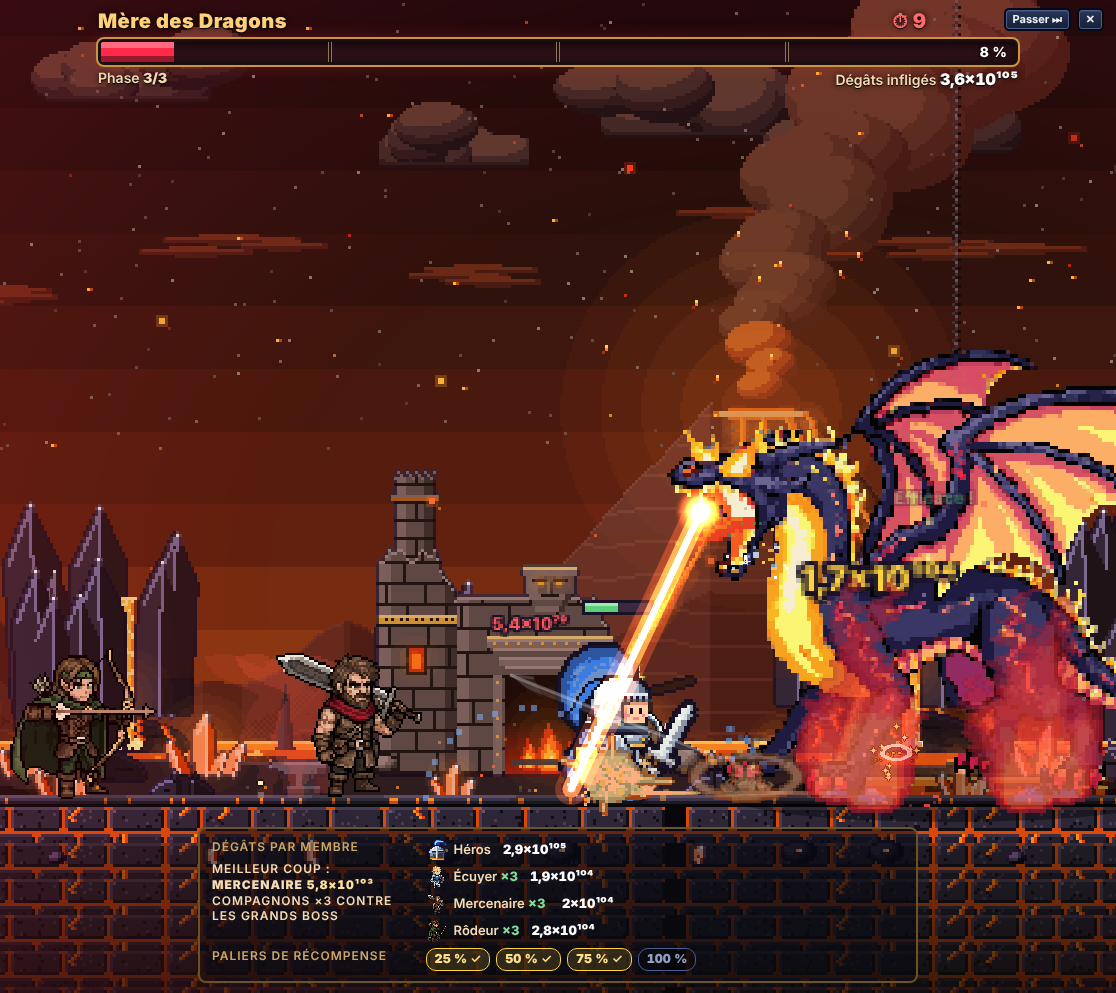 Mère des Dragons
9
Passer ⏭
✕
8 %
Phase 3/3
Dégâts infligés 3,6×10¹⁰⁵
1,7×10¹⁰⁴
DÉGÂTS PAR MEMBRE
MEILLEUR COUP :
MERCENAIRE 5,8×10¹⁰³
COMPAGNONS ×3 CONTRE
LES GRANDS BOSS
Héros 2,9×10¹⁰⁵
Écuyer ×3 1,9×10¹⁰⁴
Mercenaire ×3 2×10¹⁰⁴
Rôdeur ×3 2,8×10¹⁰⁴
PALIERS DE RÉCOMPENSE
25 % ✓
50 % ✓
75 % ✓
100 %